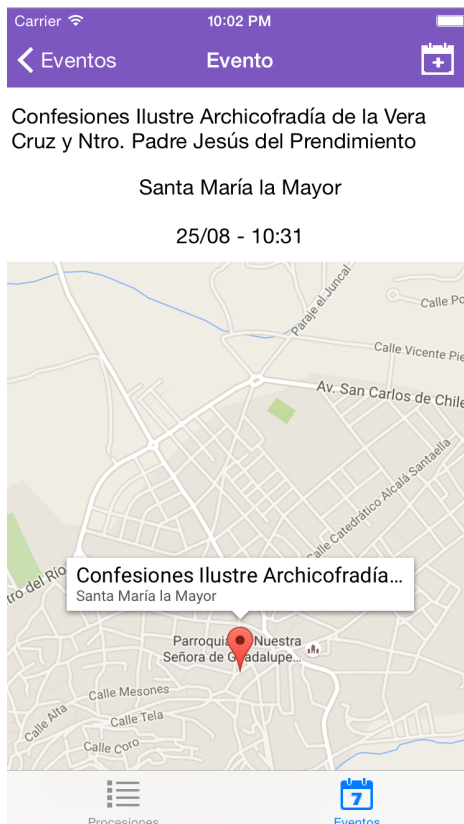 Carrier 10:02 PM
Eventos Evento
Confesiones Ilustre Archicofradía de la Vera
Cruz y Ntro. Padre Jesús del Prendimiento
Santa María la Mayor
25/08 - 10:31
Paraje el Juncal
Calle Po
Calle Vicente Pie
Av. San Carlos de Chile
Calle Catedrático Alcalá Santaella
tro del Río
Confesiones Ilustre Archicofradía...
Santa María la Mayor
Parroquia Nuestra
Señora de Guadalupe...
Calle Mesones
Calle Alta
Calle Tela
Calle Coro
7
Procesiones Eventos